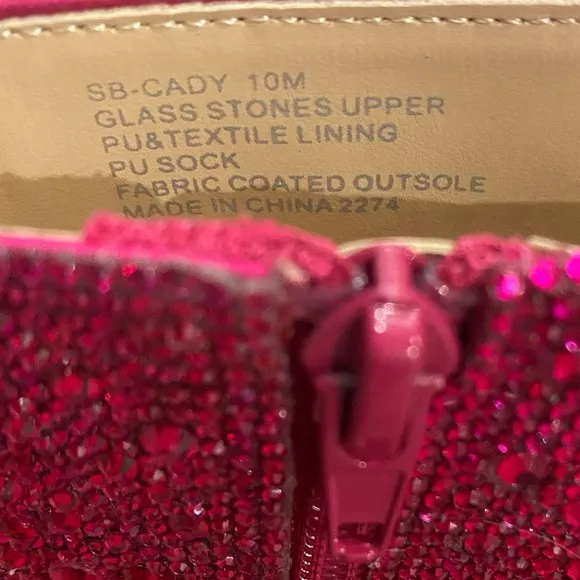 SB-CADY 10M
GLASS STONES UPPER
PU&TEXTILE LINING
PU SOCK
FABRIC COATED OUTSOLE
MADE IN CHINA 2274